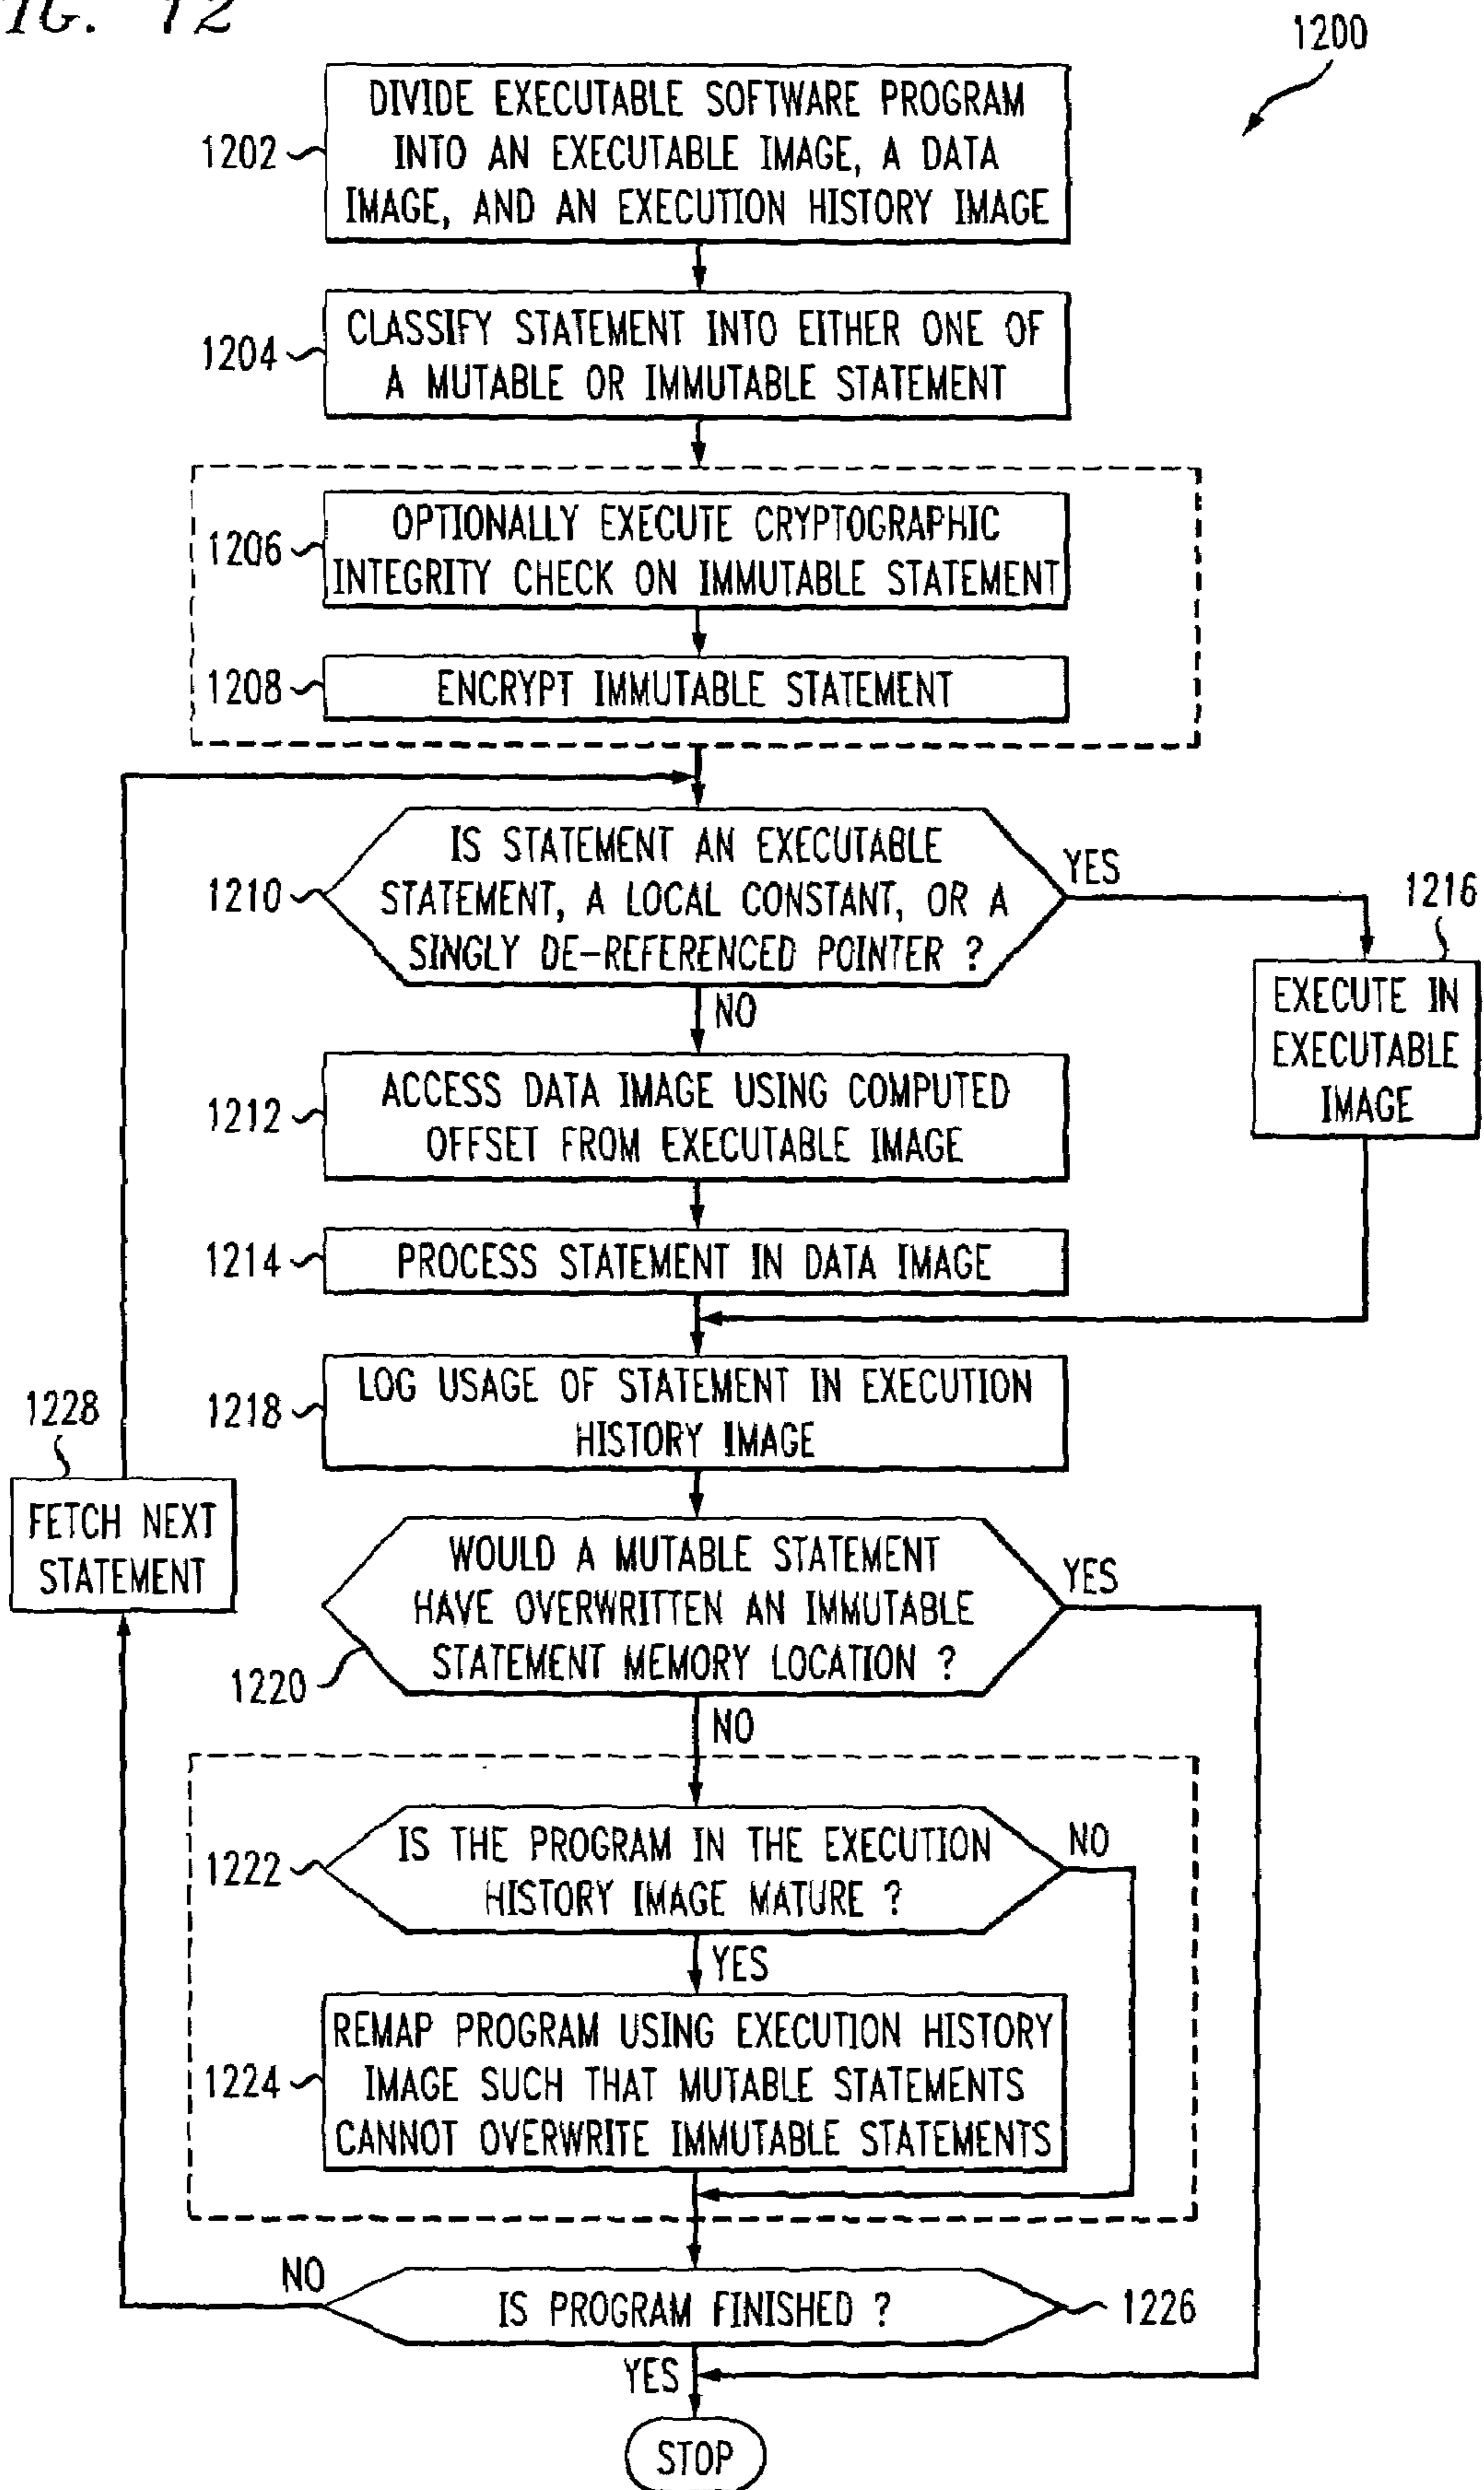 FIG. 12
1200
1202
DIVIDE EXECUTABLE SOFTWARE PROGRAM
INTO AN EXECUTABLE IMAGE, A DATA
IMAGE, AND AN EXECUTION HISTORY IMAGE
1204
CLASSIFY STATEMENT INTO EITHER ONE OF
A MUTABLE OR IMMUTABLE STATEMENT
1206
OPTIONALLY EXECUTE CRYPTOGRAPHIC
INTEGRITY CHECK ON IMMUTABLE STATEMENT
1208
ENCRYPT IMMUTABLE STATEMENT
1210
IS STATEMENT AN EXECUTABLE
STATEMENT, A LOCAL CONSTANT, OR A
SINGLY DE-REFERENCED POINTER ?
YES
1216
EXECUTE IN
EXECUTABLE
IMAGE
NO
1212
ACCESS DATA IMAGE USING COMPUTED
OFFSET FROM EXECUTABLE IMAGE
1214
PROCESS STATEMENT IN DATA IMAGE
1218
LOG USAGE OF STATEMENT IN EXECUTION
HISTORY IMAGE
1228
FETCH NEXT
STATEMENT
1220
WOULD A MUTABLE STATEMENT
HAVE OVERWRITTEN AN IMMUTABLE
STATEMENT MEMORY LOCATION ?
YES
NO
1222
IS THE PROGRAM IN THE EXECUTION
HISTORY IMAGE MATURE ?
NO
YES
1224
REMAP PROGRAM USING EXECUTION HISTORY
IMAGE SUCH THAT MUTABLE STATEMENTS
CANNOT OVERWRITE IMMUTABLE STATEMENTS
NO
IS PROGRAM FINISHED ?
1226
YES
STOP